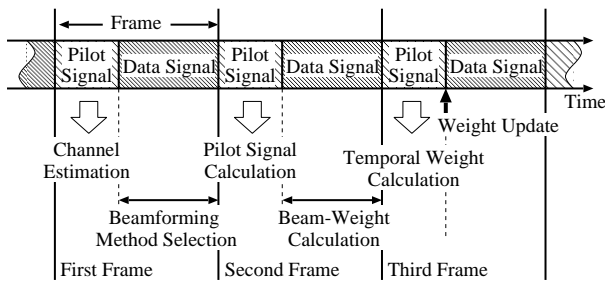 Frame
Pilot
Signal
Data Signal
Pilot
Signal
Data Signal
Pilot
Signal
Data Signal
Time
Weight Update
Channel
Estimation
Pilot Signal
Calculation
Temporal Weight
Calculation
Beamforming
Method Selection
Beam-Weight
Calculation
First Frame
Second Frame
Third Frame